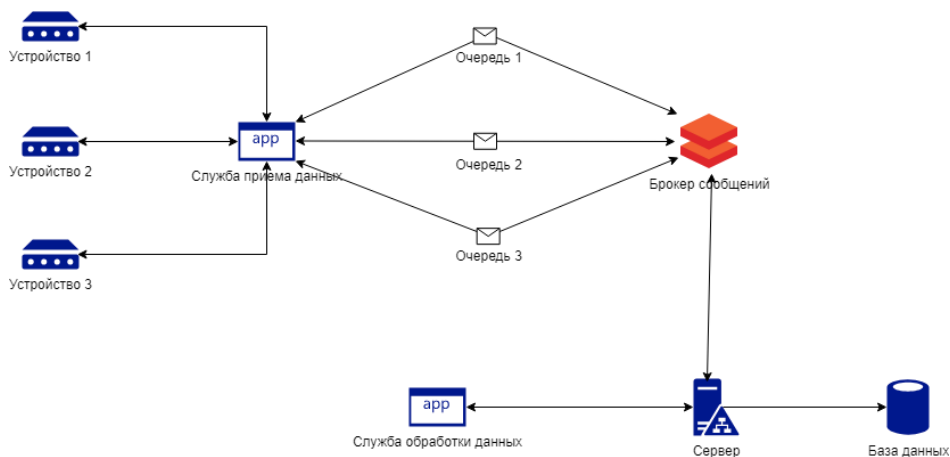 Устройство 1
Очередь 1
app
Устройство 2
Очередь 2
Служба приема данных
Брокер сообщений
Очередь 3
Устройство 3
app
Служба обработки данных
Сервер
База данных